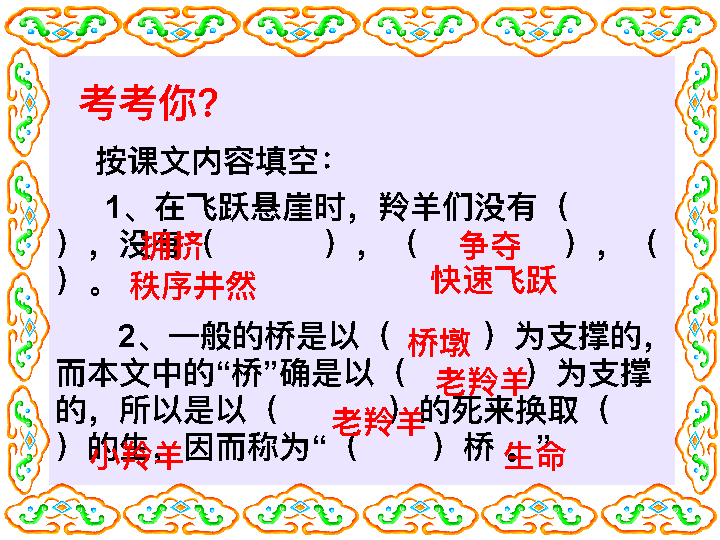 考考你?
按课文内容填空：
1、在飞跃悬崖时，羚羊们没有（
），没有（　　　），（　争夺　），（
拥挤
）。秩序井然　　　快速飞跃
2、一般的桥是以（桥墩）为支撑的，
而本文中的“桥”确是以（老羚羊）为支撑
的，所以是以（老羚羊）的死来换取（
）的生，因而称为“（　　）桥。”
小羚羊　　　生命